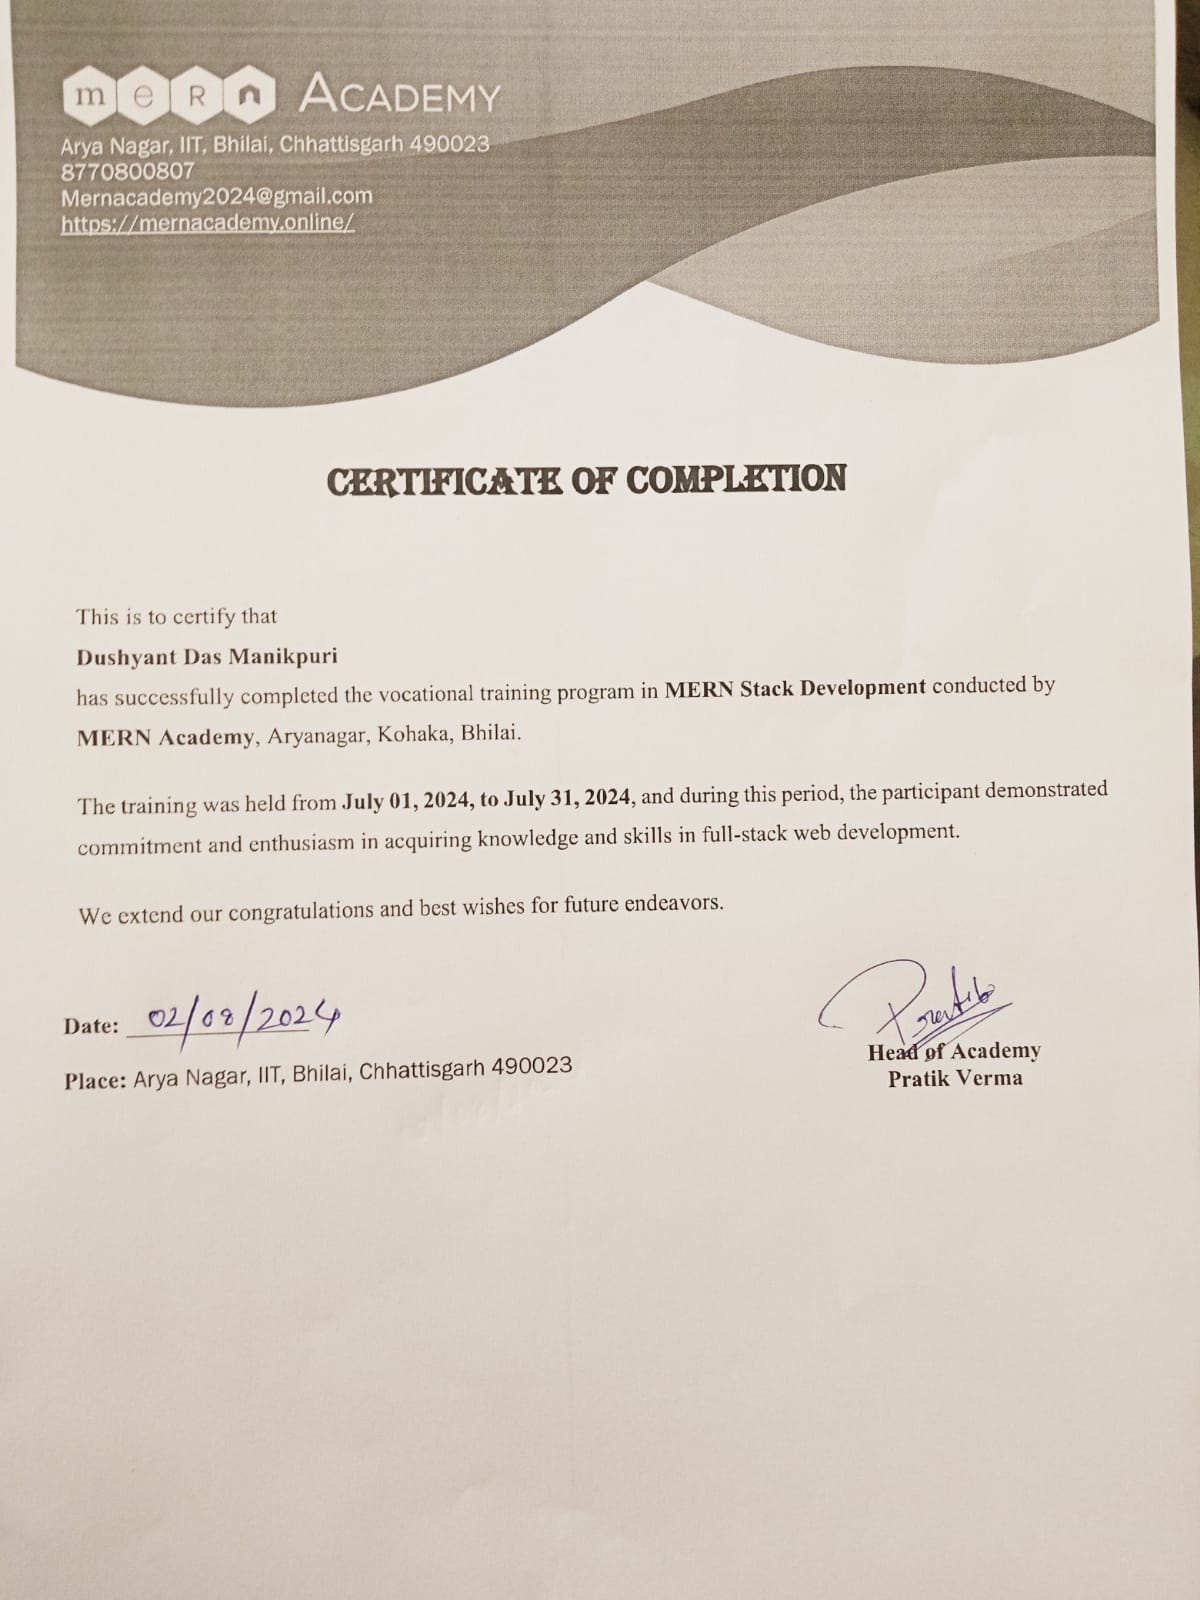 mern ACADEMY
Arya Nagar, IIT, Bhilai, Chhattisgarh 490023
8770800807
Mernacademy2024@gmail.com
https://mernacademy.online/
CERTIFICATE OF COMPLETION
This is to certify that
Dushyant Das Manikpuri
has successfully completed the vocational training program in MERN Stack Development conducted by
MERN Academy, Aryanagar, Kohaka, Bhilai.
The training was held from July 01, 2024, to July 31, 2024, and during this period, the participant demonstrated
commitment and enthusiasm in acquiring knowledge and skills in full-stack web development.
We extend our congratulations and best wishes for future endeavors.
Date: 02/08/2024
Place: Arya Nagar, IIT, Bhilai, Chhattisgarh 490023
Pratik
Head of Academy
Pratik Verma